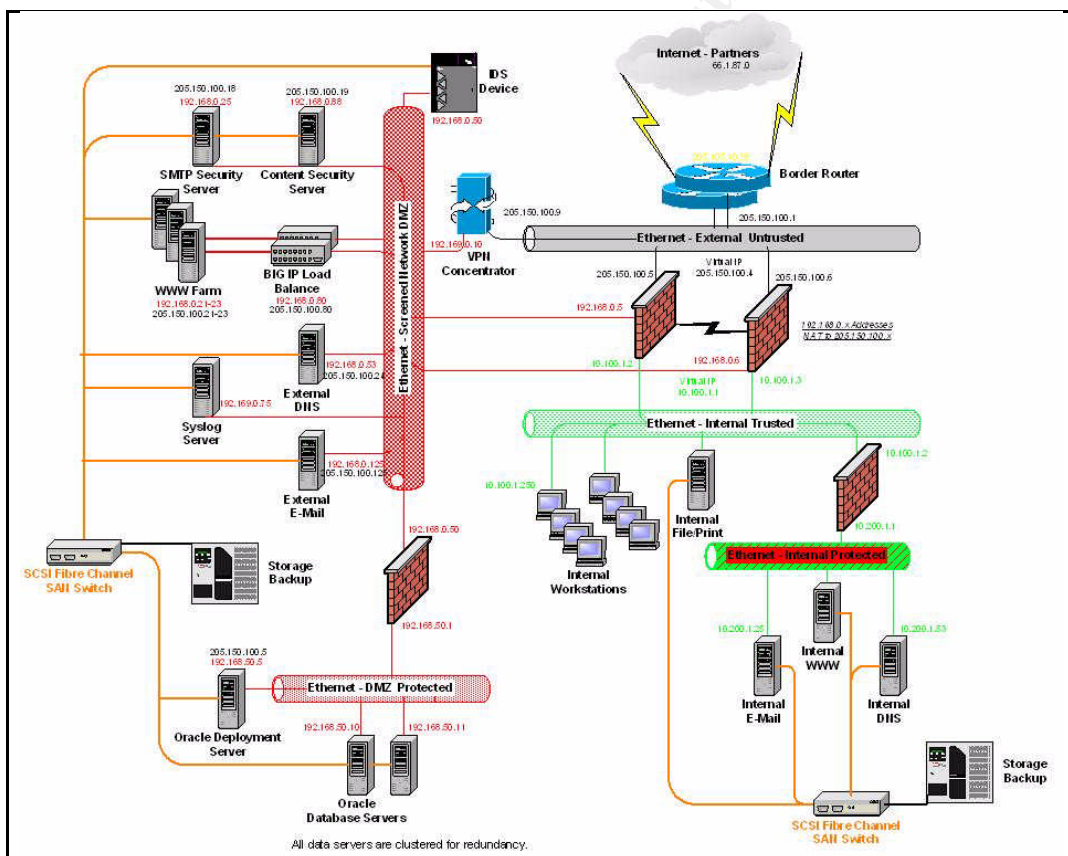 Internet - Partners
66.1.87.0
IDS
Device
192.168.0.50
205.150.100.18
192.168.0.25
205.150.100.19
192.168.0.88
SMTP Security
Server
Content Security
Server
Border Router
205.150.100.1
205.150.100.9
Ethernet - External Untrusted
192.169.0.10
VPN
Concentrator
Ethernet - Screened Network DMZ
WWW Farm
192.168.0.21-23
205.150.100.21-23
BIG IP Load
Balance
192.168.0.80
205.150.100.80
Virtual IP
205.150.100.4
205.150.100.5
205.150.100.6
192.168.0.5
192.168.0.6
192.168.0.x Addresses
NAT to 205.150.100.x
10.100.1.2
Virtual IP
10.100.1.1
10.100.1.3
192.168.0.53
205.150.100.24
External
DNS
192.169.0.75
Syslog
Server
Ethernet - Internal Trusted
192.168.0.125
205.150.100.125
External
E-Mail
10.100.1.250
10.100.1.2
Internal
Workstations
Internal
File/Print
10.200.1.1
192.168.0.50
SCSI Fibre Channel
SAN Switch
Storage
Backup
Ethernet - Internal Protected
192.168.50.1
10.200.1.25
10.200.1.53
Internal
WWW
Internal
E-Mail
Internal
DNS
205.150.100.5
192.168.50.5
Ethernet - DMZ Protected
Oracle Deployment
Server
192.168.50.10
192.168.50.11
Oracle
Database Servers
Storage
Backup
SCSI Fibre Channel
SAN Switch
All data servers are clustered for redundancy.